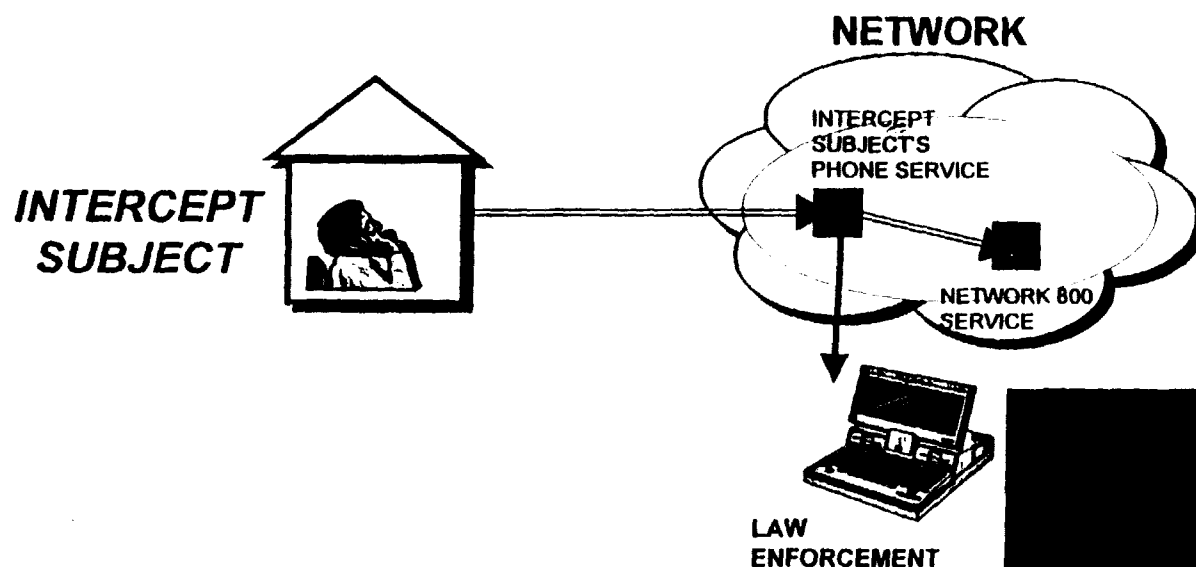 NETWORK
INTERCEPT
SUBJECT'S
PHONE SERVICE
INTERCEPT
SUBJECT
NETWORK 800
SERVICE
LAW
ENFORCEMENT